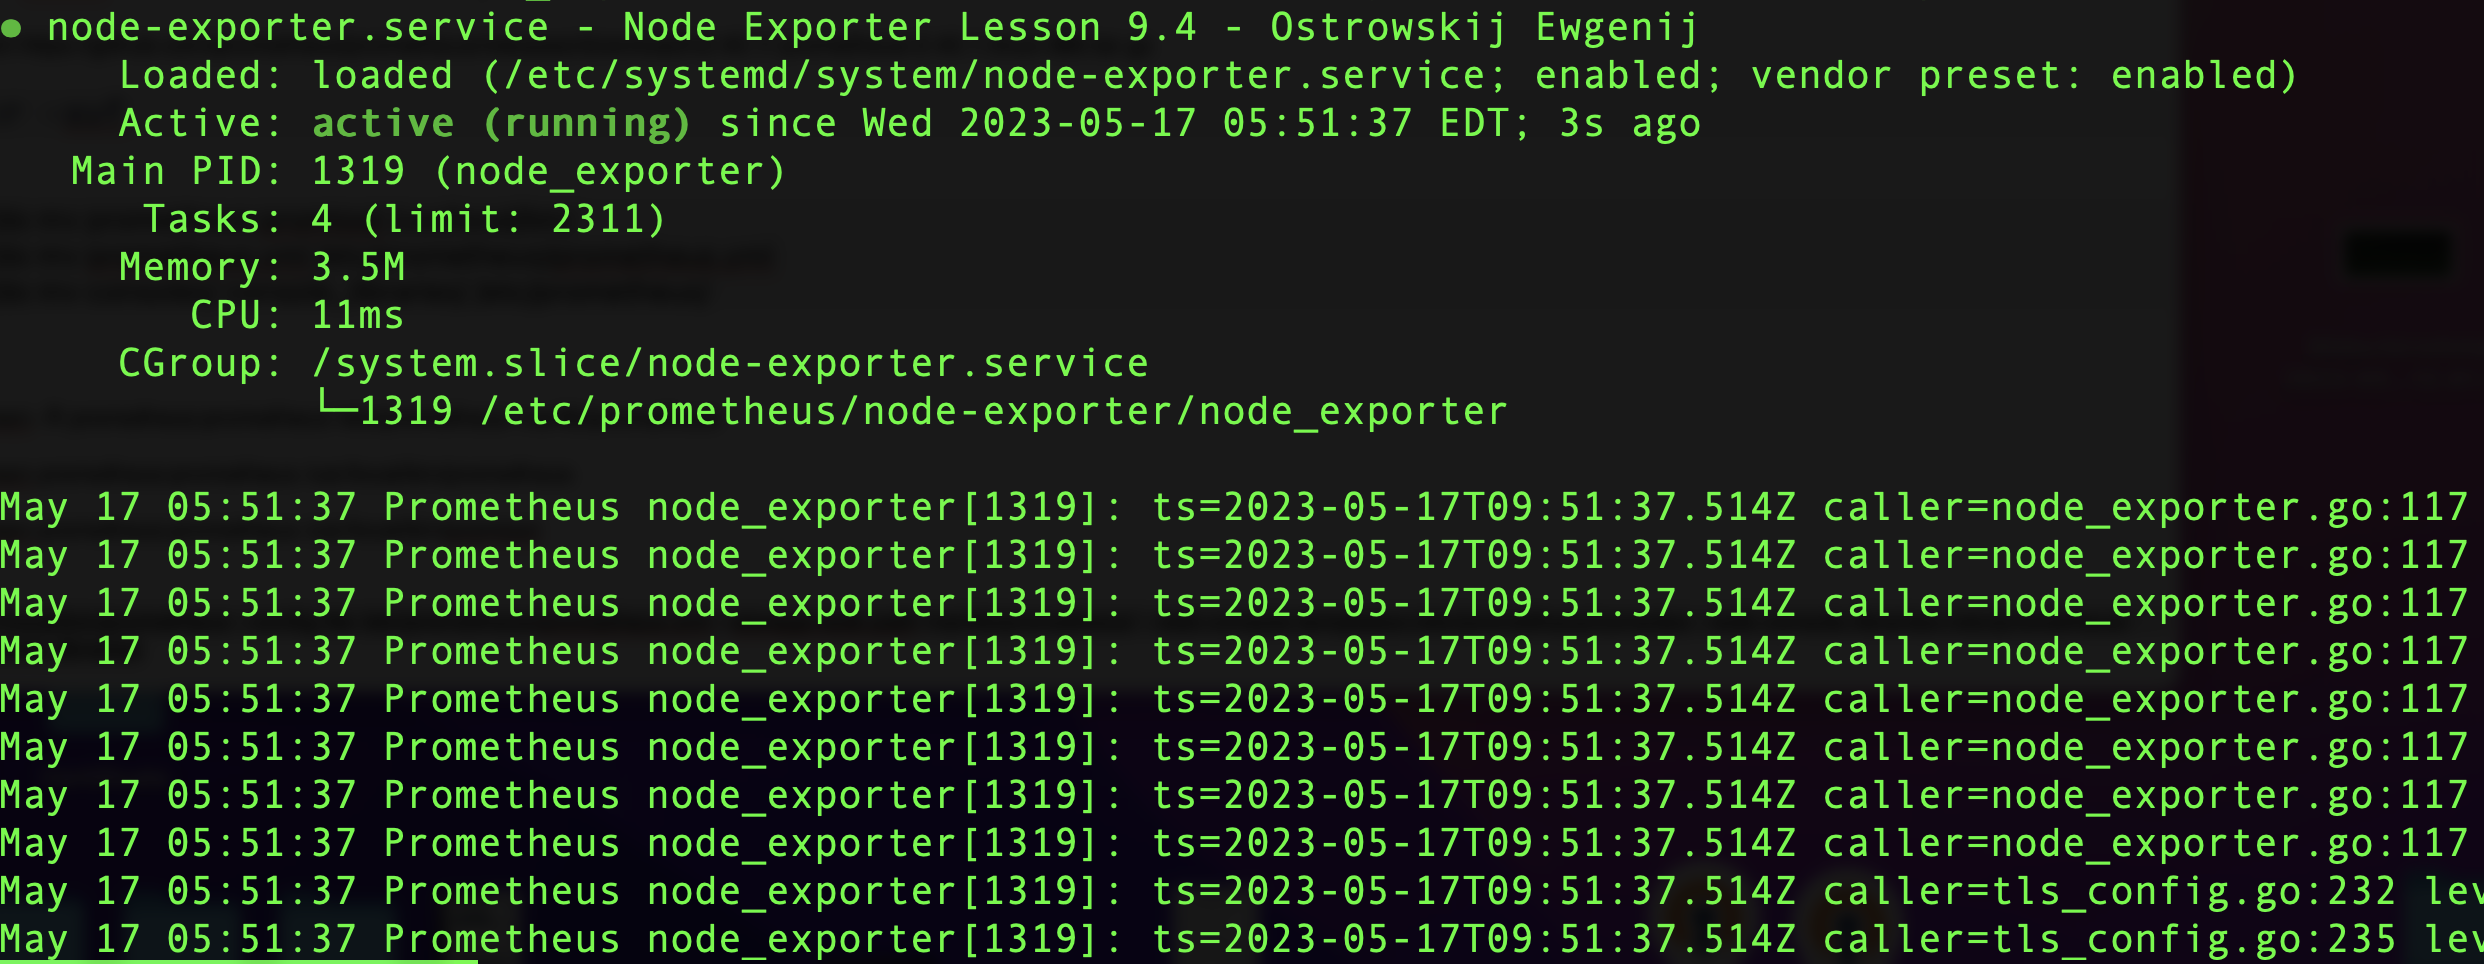 ● node-exporter.service - Node Exporter Lesson 9.4 - Ostrowskij Ewgenij
Loaded: loaded (/etc/systemd/system/node-exporter.service; enabled; vendor preset: enabled)
Active: active (running) since Wed 2023-05-17 05:51:37 EDT; 3s ago
Main PID: 1319 (node_exporter)
Tasks: 4 (limit: 2311)
Memory: 3.5M
CPU: 11ms
CGroup: /system.slice/node-exporter.service
└─1319 /etc/prometheus/node-exporter/node_exporter
May 17 05:51:37 Prometheus node_exporter[1319]: ts=2023-05-17T09:51:37.514Z caller=node_exporter.go:117
May 17 05:51:37 Prometheus node_exporter[1319]: ts=2023-05-17T09:51:37.514Z caller=node_exporter.go:117
May 17 05:51:37 Prometheus node_exporter[1319]: ts=2023-05-17T09:51:37.514Z caller=node_exporter.go:117
May 17 05:51:37 Prometheus node_exporter[1319]: ts=2023-05-17T09:51:37.514Z caller=node_exporter.go:117
May 17 05:51:37 Prometheus node_exporter[1319]: ts=2023-05-17T09:51:37.514Z caller=node_exporter.go:117
May 17 05:51:37 Prometheus node_exporter[1319]: ts=2023-05-17T09:51:37.514Z caller=node_exporter.go:117
May 17 05:51:37 Prometheus node_exporter[1319]: ts=2023-05-17T09:51:37.514Z caller=node_exporter.go:117
May 17 05:51:37 Prometheus node_exporter[1319]: ts=2023-05-17T09:51:37.514Z caller=node_exporter.go:117
May 17 05:51:37 Prometheus node_exporter[1319]: ts=2023-05-17T09:51:37.514Z caller=tls_config.go:232 lev
May 17 05:51:37 Prometheus node_exporter[1319]: ts=2023-05-17T09:51:37.514Z caller=tls_config.go:235 lev